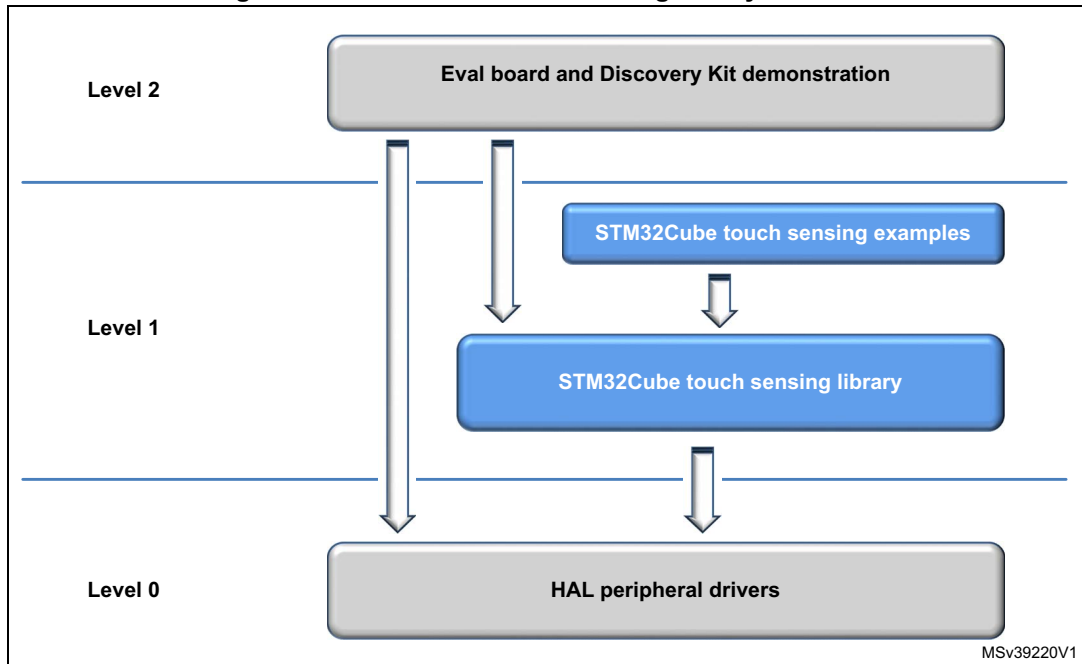 Level 2
Eval board and Discovery Kit demonstration
STM32Cube touch sensing examples
Level 1
STM32Cube touch sensing library
Level 0
HAL peripheral drivers
MSv39220V1